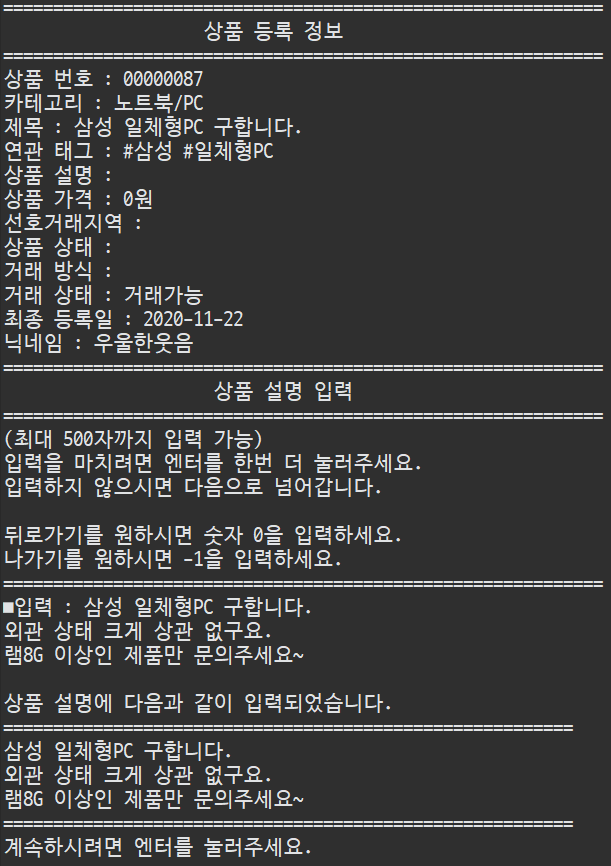 ============================================================
상품 등록 정보
============================================================
상품 번호 : 00000087
카테고리 : 노트북/PC
제목 : 삼성 일체형PC 구합니다.
연관 태그 : #삼성 #일체형PC
상품 설명 :
상품 가격 : 0원
선호거래지역 :
상품 상태 :
거래 방식 :
거래 상태 : 거래가능
최종 등록일 : 2020-11-22
닉네임 : 우울한웃음
============================================================
상품 설명 입력
============================================================
(최대 500자까지 입력 가능)
입력을 마치려면 엔터를 한번 더 눌러주세요.
입력하지 않으시면 다음으로 넘어갑니다.
뒤로가기를 원하시면 숫자 0을 입력하세요.
나가기를 원하시면 -1을 입력하세요.
============================================================
■입력 : 삼성 일체형PC 구합니다.
외관 상태 크게 상관 없구요.
램8G 이상인 제품만 문의주세요~
상품 설명에 다음과 같이 입력되었습니다.
=========================================================
삼성 일체형PC 구합니다.
외관 상태 크게 상관 없구요.
램8G 이상인 제품만 문의주세요~
=========================================================
계속하시려면 엔터를 눌러주세요.